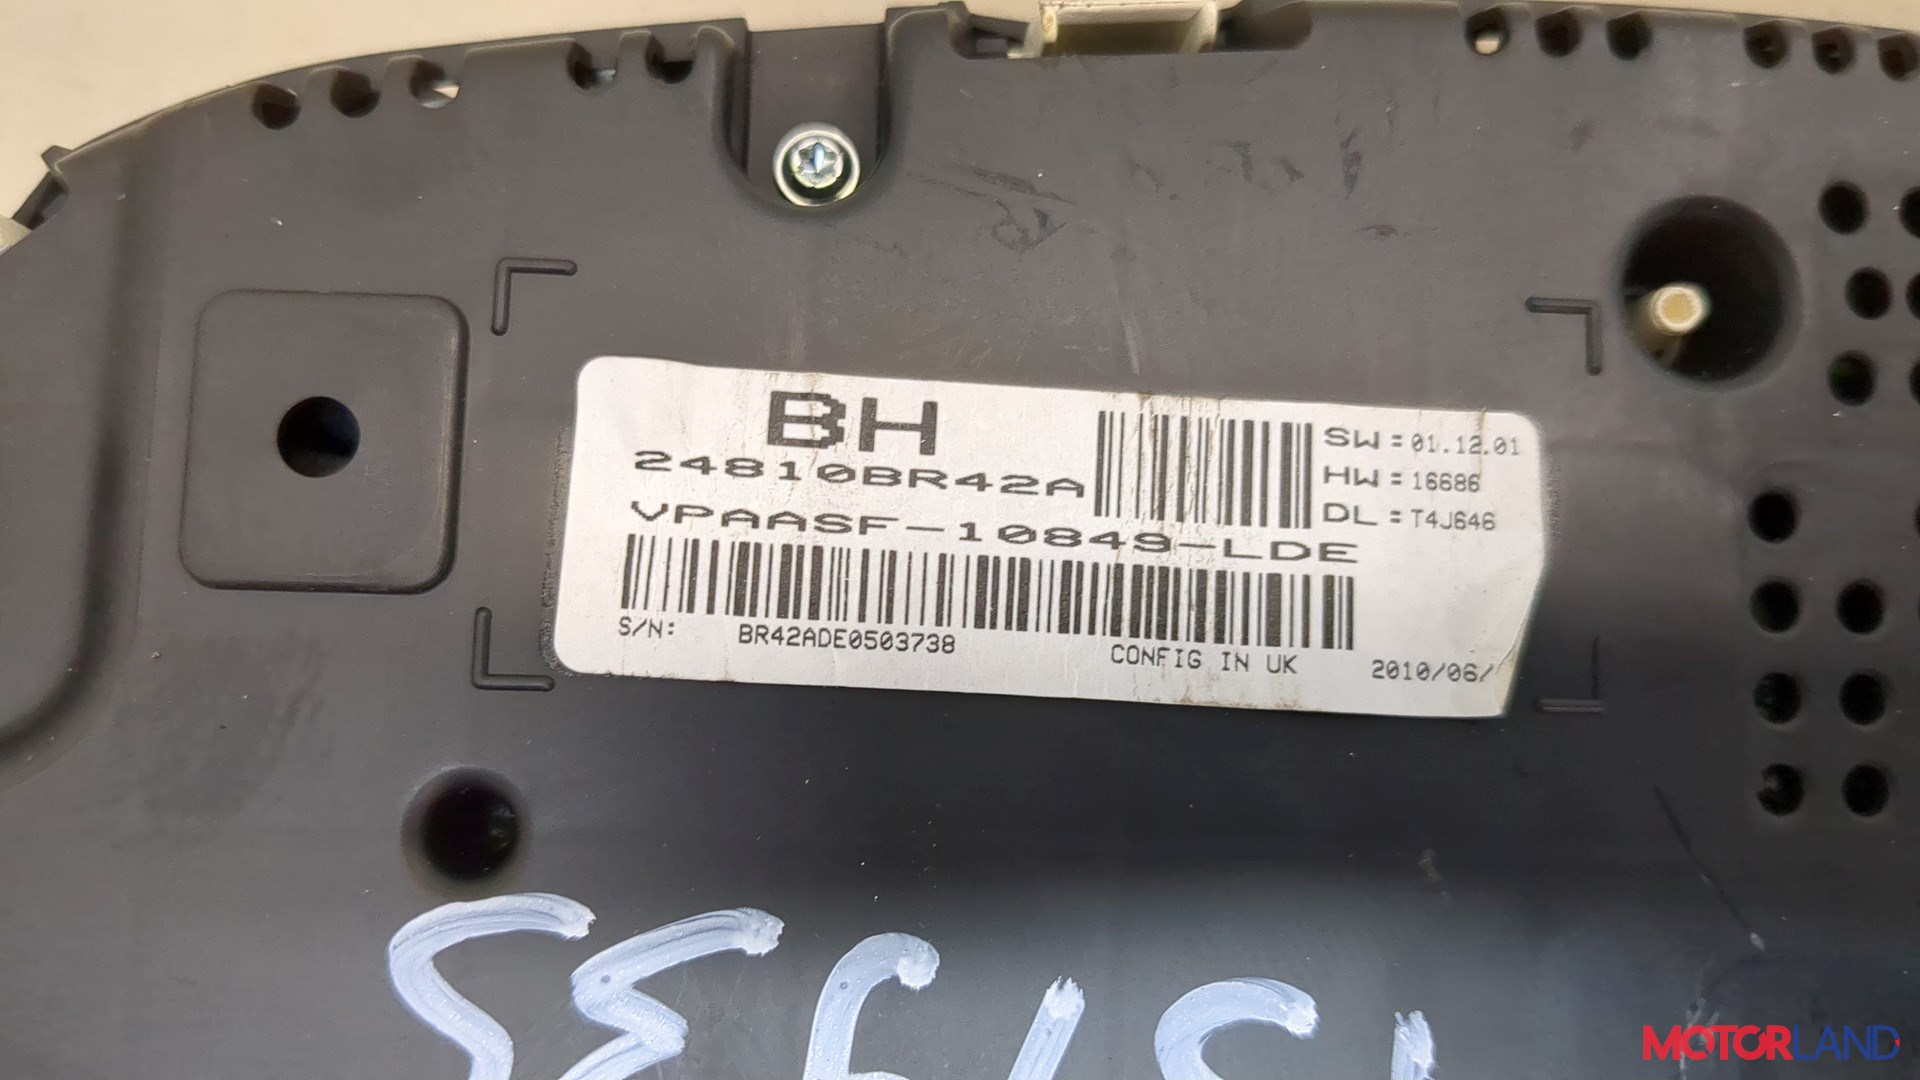 BH
24810BR42A
VPAASF-10849-LDE
SW = 01.12.01
HW = 16686
DL = T4J646
S/N: BR42ADE0503738
CONFIG IN UK 2010/06/
MOTORLAND